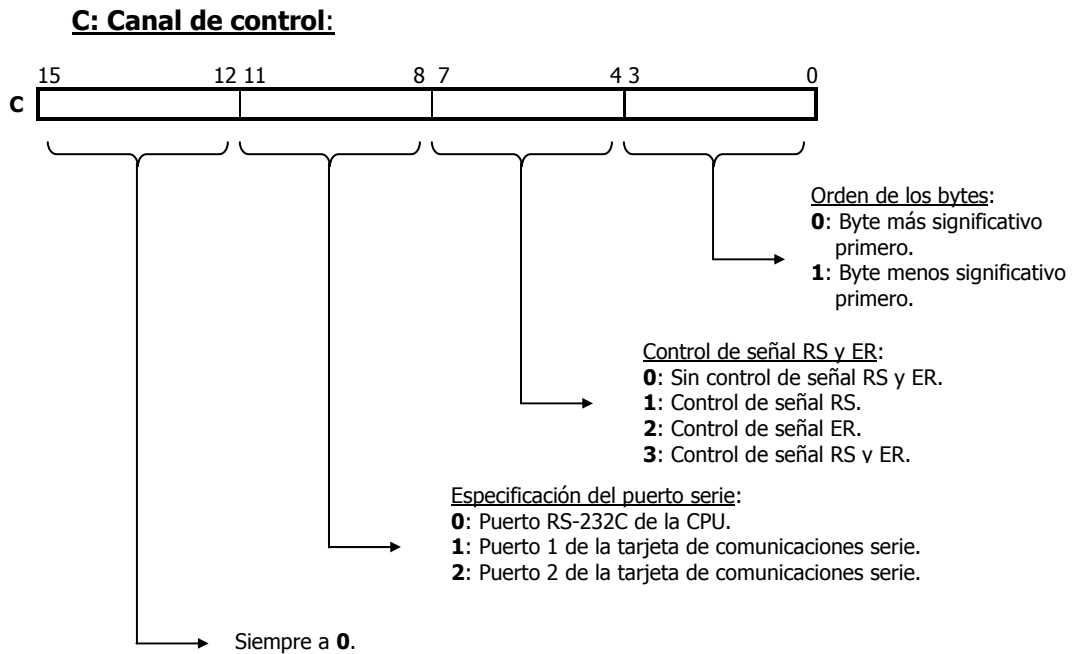 C: Canal de control:
15 12 11 8 7 4 3 0
C
Orden de los bytes:
0: Byte más significativo
primero.
1: Byte menos significativo
primero.
Control de señal RS y ER:
0: Sin control de señal RS y ER.
1: Control de señal RS.
2: Control de señal ER.
3: Control de señal RS y ER.
Especificación del puerto serie:
0: Puerto RS-232C de la CPU.
1: Puerto 1 de la tarjeta de comunicaciones serie.
2: Puerto 2 de la tarjeta de comunicaciones serie.
Siempre a 0.